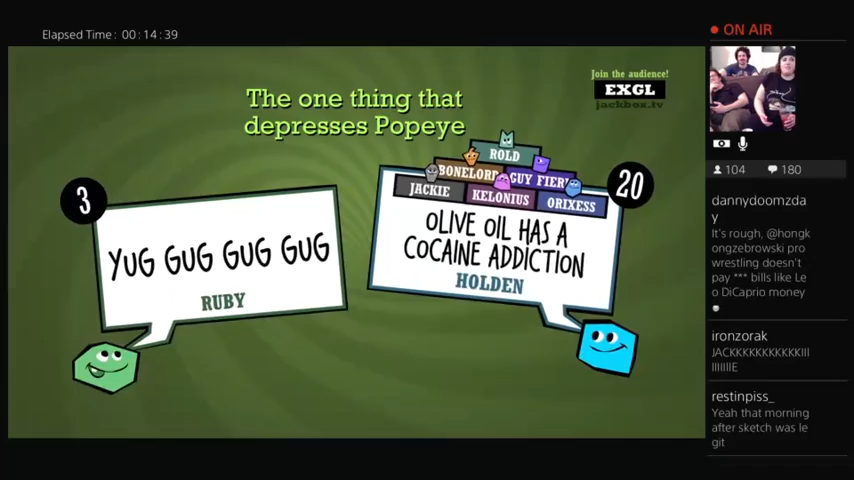 Elapsed Time: 00:14:39
ON AIR
Join the audience!
EXGL
jackbox.tv
The one thing that
depresses Popeye
ROLD
BONELORD
GUY FIERI
JACKIE
KELONIUS
ORIXESS
3
20
YUG GUG GUG GUG
RUBY
OLIVE OIL HAS A
COCAINE ADDICTION
HOLDEN
104
180
dannydoomzda
y
It's rough, @hongk
ongzebrowski pro
wrestling doesn't
pay *** bills like Le
o DiCaprio money
ironzorak
JACKKKKKKKKKKIII
IIIIIIIE
restinpiss_
Yeah that morning
after sketch was le
git